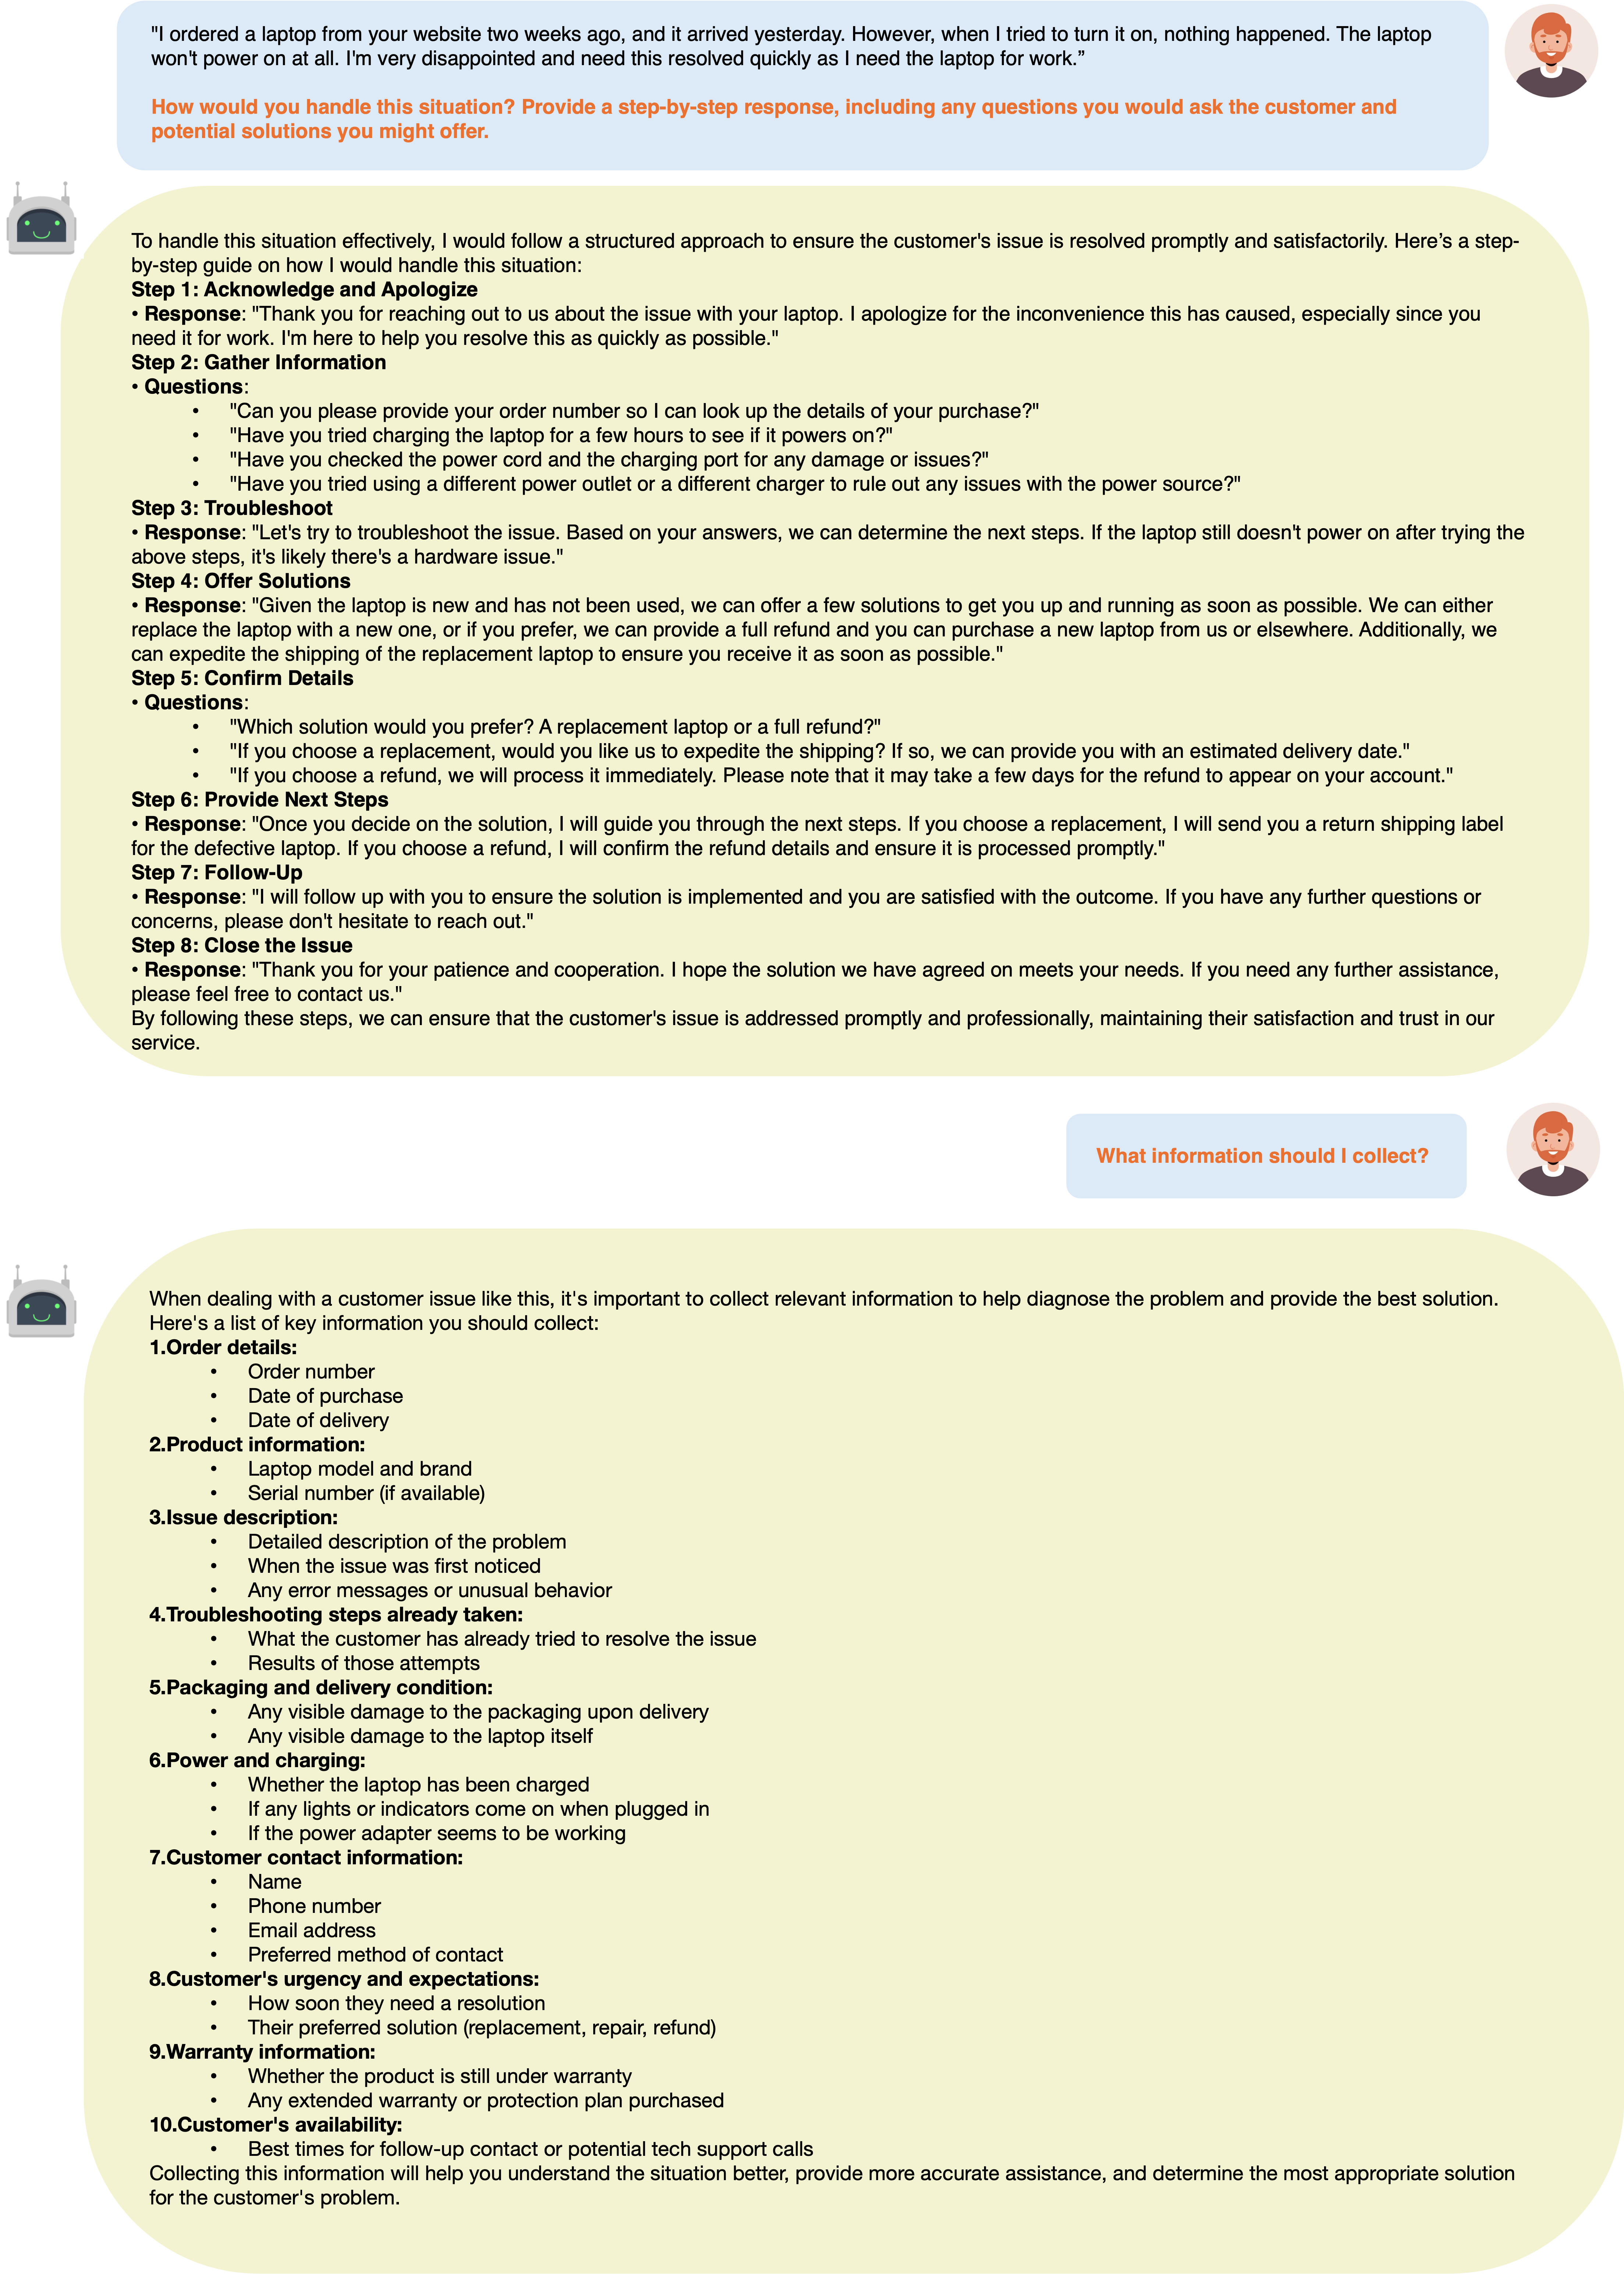 "I ordered a laptop from your website two weeks ago, and it arrived yesterday. However, when I tried to turn it on, nothing happened. The laptop
won't power on at all. I'm very disappointed and need this resolved quickly as I need the laptop for work.”
How would you handle this situation? Provide a step-by-step response, including any questions you would ask the customer and
potential solutions you might offer.
To handle this situation effectively, I would follow a structured approach to ensure the customer's issue is resolved promptly and satisfactorily. Here’s a step-
by-step guide on how I would handle this situation:
Step 1: Acknowledge and Apologize
• Response: "Thank you for reaching out to us about the issue with your laptop. I apologize for the inconvenience this has caused, especially since you
need it for work. I'm here to help you resolve this as quickly as possible."
Step 2: Gather Information
• Questions:
• "Can you please provide your order number so I can look up the details of your purchase?"
• "Have you tried charging the laptop for a few hours to see if it powers on?"
• "Have you checked the power cord and the charging port for any damage or issues?"
• "Have you tried using a different power outlet or a different charger to rule out any issues with the power source?"
Step 3: Troubleshoot
• Response: "Let's try to troubleshoot the issue. Based on your answers, we can determine the next steps. If the laptop still doesn't power on after trying the
above steps, it's likely there's a hardware issue."
Step 4: Offer Solutions
• Response: "Given the laptop is new and has not been used, we can offer a few solutions to get you up and running as soon as possible. We can either
replace the laptop with a new one, or if you prefer, we can provide a full refund and you can purchase a new laptop from us or elsewhere. Additionally, we
can expedite the shipping of the replacement laptop to ensure you receive it as soon as possible."
Step 5: Confirm Details
• Questions:
• "Which solution would you prefer? A replacement laptop or a full refund?"
• "If you choose a replacement, would you like us to expedite the shipping? If so, we can provide you with an estimated delivery date."
• "If you choose a refund, we will process it immediately. Please note that it may take a few days for the refund to appear on your account."
Step 6: Provide Next Steps
• Response: "Once you decide on the solution, I will guide you through the next steps. If you choose a replacement, I will send you a return shipping label
for the defective laptop. If you choose a refund, I will confirm the refund details and ensure it is processed promptly."
Step 7: Follow-Up
• Response: "I will follow up with you to ensure the solution is implemented and you are satisfied with the outcome. If you have any further questions or
concerns, please don't hesitate to reach out."
Step 8: Close the Issue
• Response: "Thank you for your patience and cooperation. I hope the solution we have agreed on meets your needs. If you need any further assistance,
please feel free to contact us."
By following these steps, we can ensure that the customer's issue is addressed promptly and professionally, maintaining their satisfaction and trust in our
service.
What information should I collect?
When dealing with a customer issue like this, it's important to collect relevant information to help diagnose the problem and provide the best solution.
Here's a list of key information you should collect:
1.Order details:
• Order number
• Date of purchase
• Date of delivery
2.Product information:
• Laptop model and brand
• Serial number (if available)
3.Issue description:
• Detailed description of the problem
• When the issue was first noticed
• Any error messages or unusual behavior
4.Troubleshooting steps already taken:
• What the customer has already tried to resolve the issue
• Results of those attempts
5.Packaging and delivery condition:
• Any visible damage to the packaging upon delivery
• Any visible damage to the laptop itself
6.Power and charging:
• Whether the laptop has been charged
• If any lights or indicators come on when plugged in
• If the power adapter seems to be working
7.Customer contact information:
• Name
• Phone number
• Email address
• Preferred method of contact
8.Customer's urgency and expectations:
• How soon they need a resolution
• Their preferred solution (replacement, repair, refund)
9.Warranty information:
• Whether the product is still under warranty
• Any extended warranty or protection plan purchased
10.Customer's availability:
• Best times for follow-up contact or potential tech support calls
Collecting this information will help you understand the situation better, provide more accurate assistance, and determine the most appropriate solution
for the customer's problem.